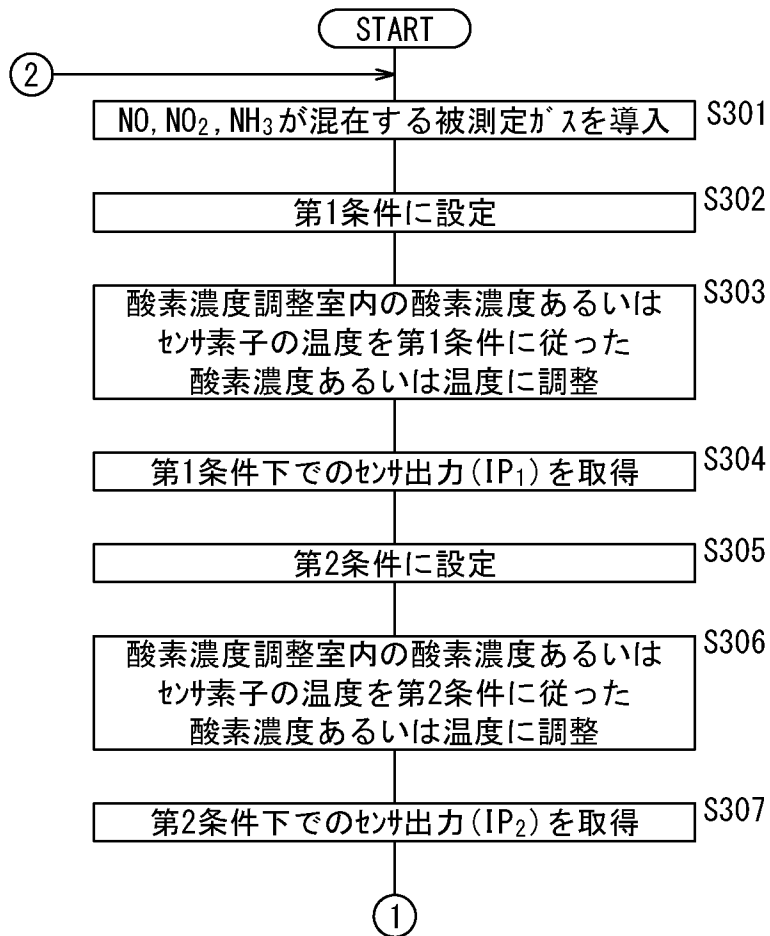 START
②
NO, NO₂, NH₃が混在する被測定ｶﾞｽを導入
S301
第1条件に設定
S302
酸素濃度調整室内の酸素濃度あるいは
ｾﾝｻ素子の温度を第1条件に従った
酸素濃度あるいは温度に調整
S303
第1条件下でのｾﾝｻ出力(IP₁)を取得
S304
第2条件に設定
S305
酸素濃度調整室内の酸素濃度あるいは
ｾﾝｻ素子の温度を第2条件に従った
酸素濃度あるいは温度に調整
S306
第2条件下でのｾﾝｻ出力(IP₂)を取得
S307
①